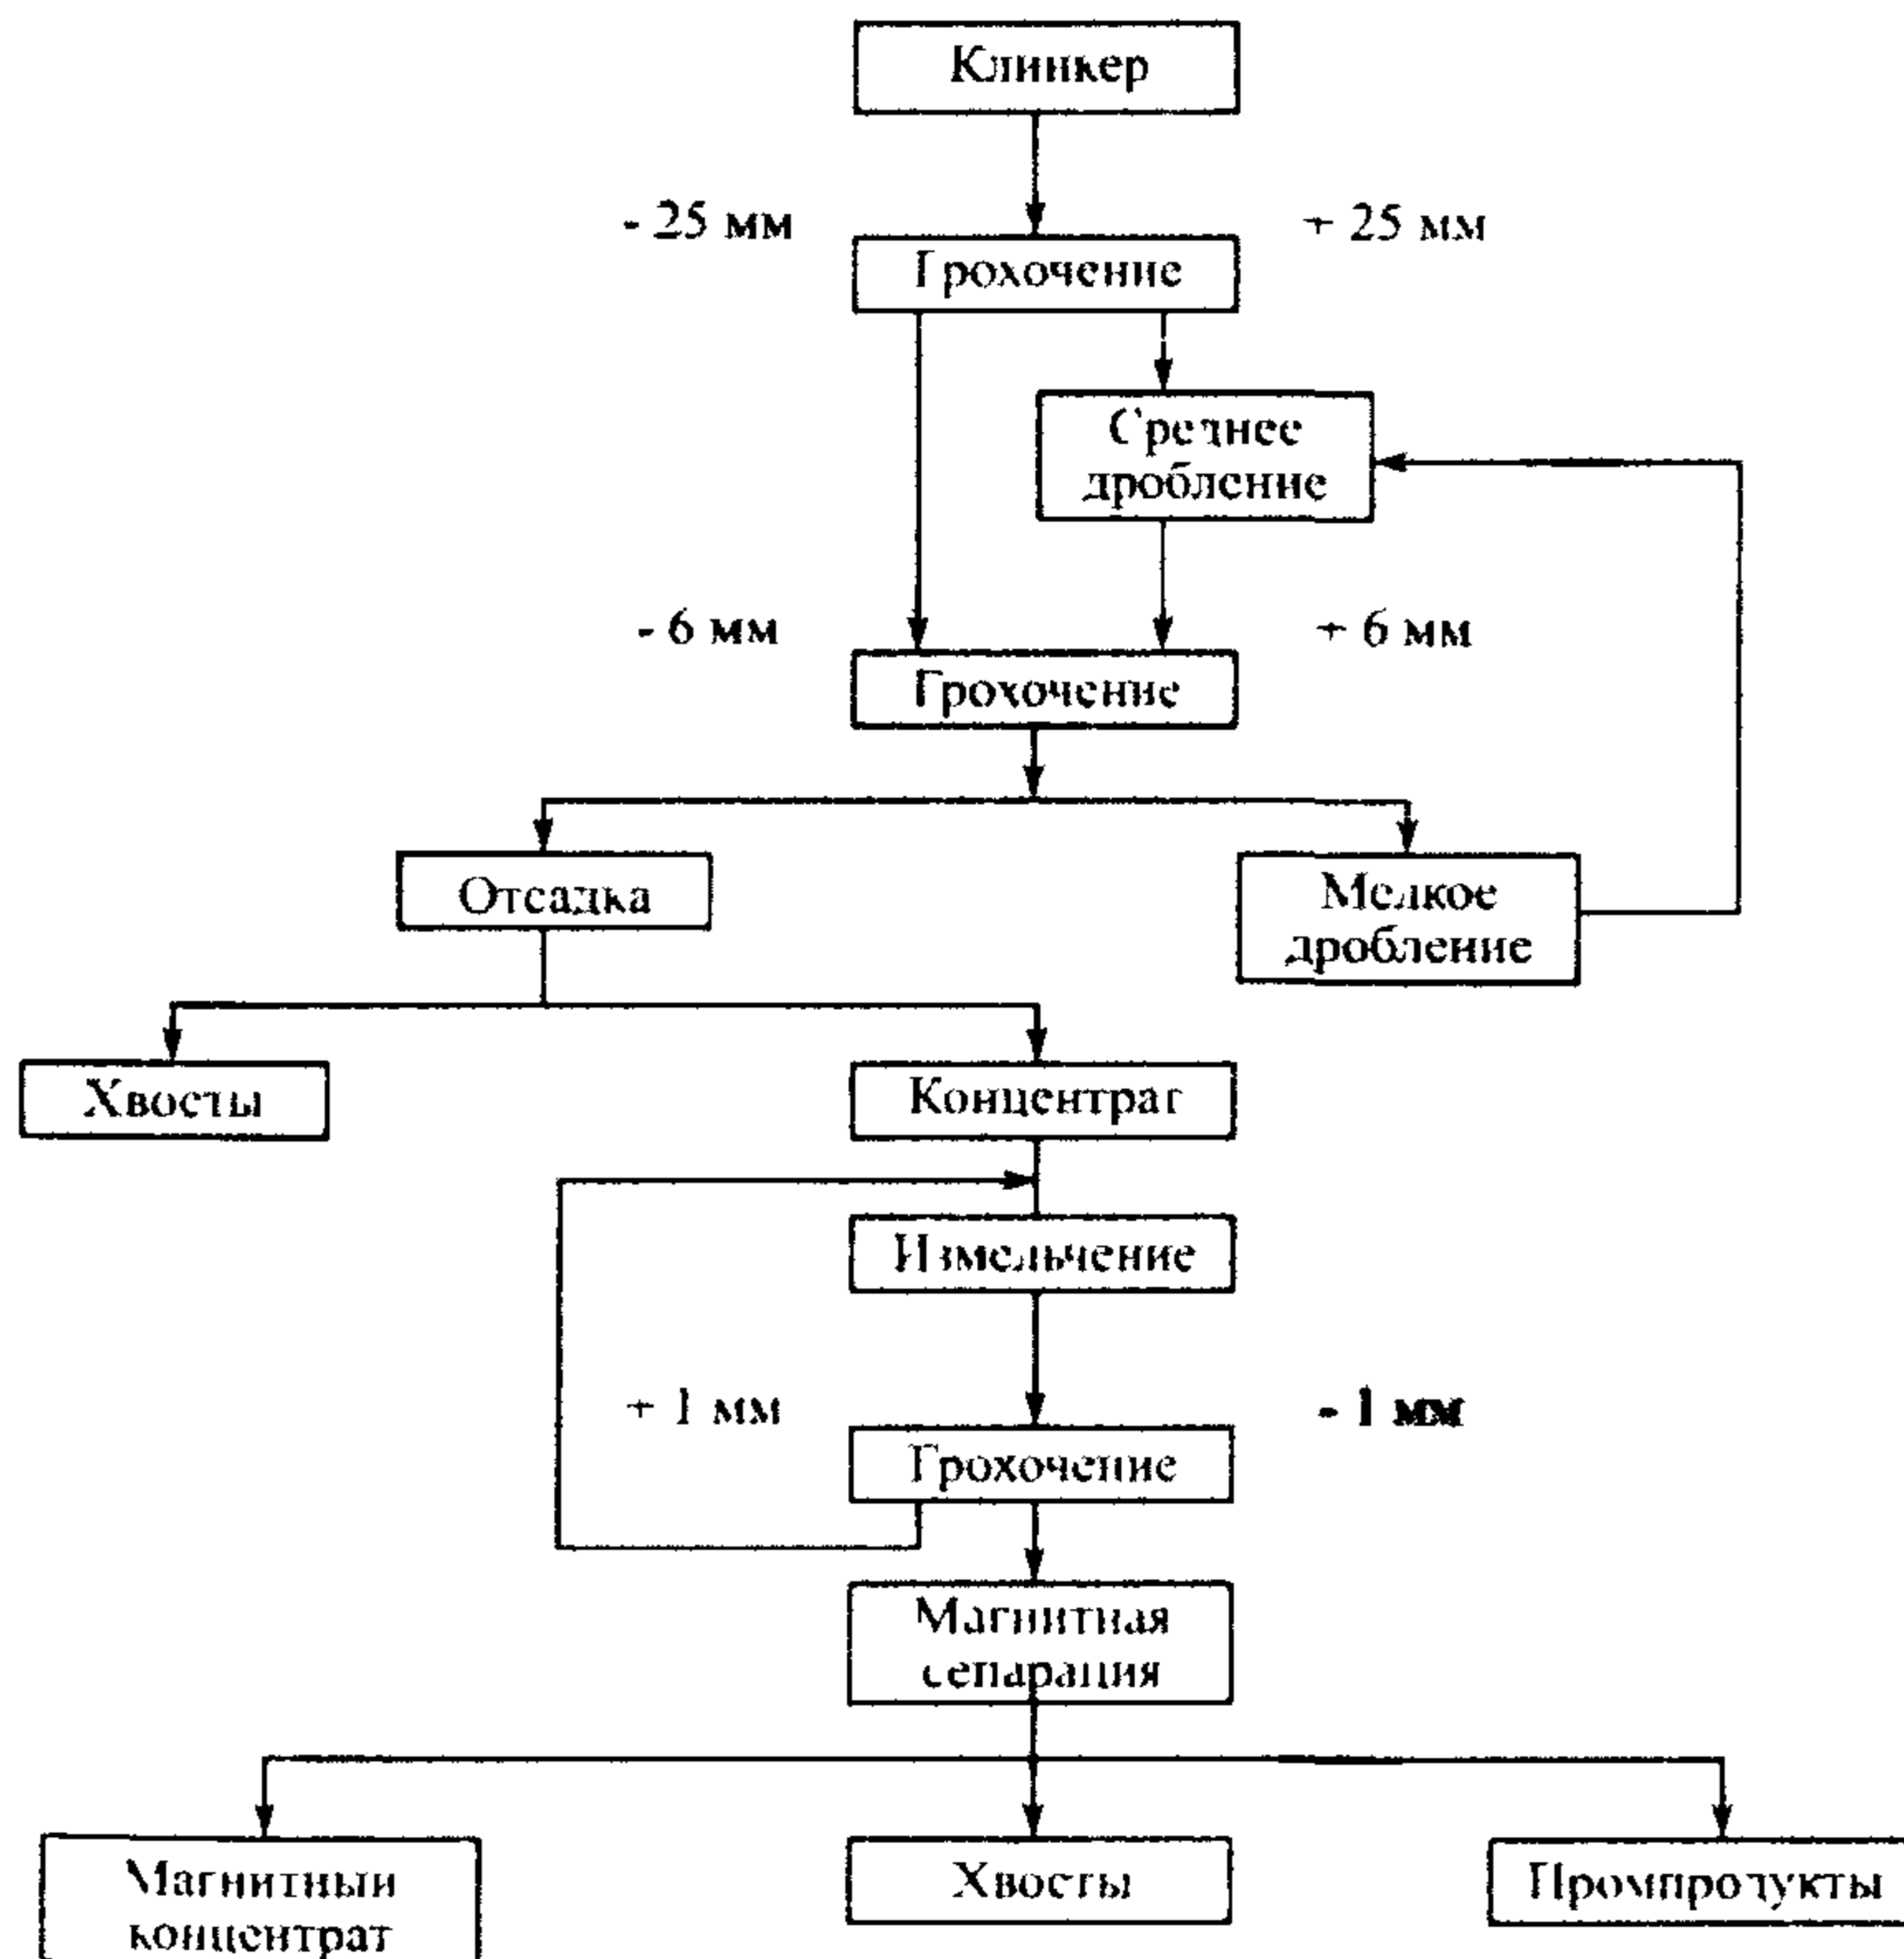 Клинкер
- 25 мм
+ 25 мм
Грохочение
Среднее
дробление
- 6 мм
+ 6 мм
Грохочение
Отсадка
Мелкое
дробление
Хвосты
Концентрат
Измельчение
+ 1 мм
- 1 мм
Грохочение
Магнитная
сепарация
Магнитный
концентрат
Хвосты
Промпродукты